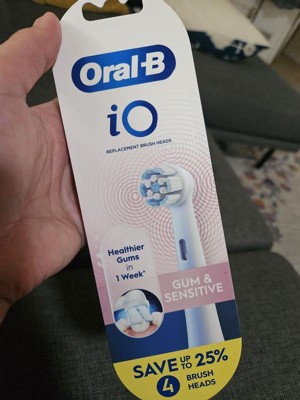 Oral-B
iO
REPLACEMENT BRUSH HEADS
Healthier
Gums
in
1 Week*
GUM &
SENSITIVE
SAVE UP TO 25%
4 BRUSH
HEADS